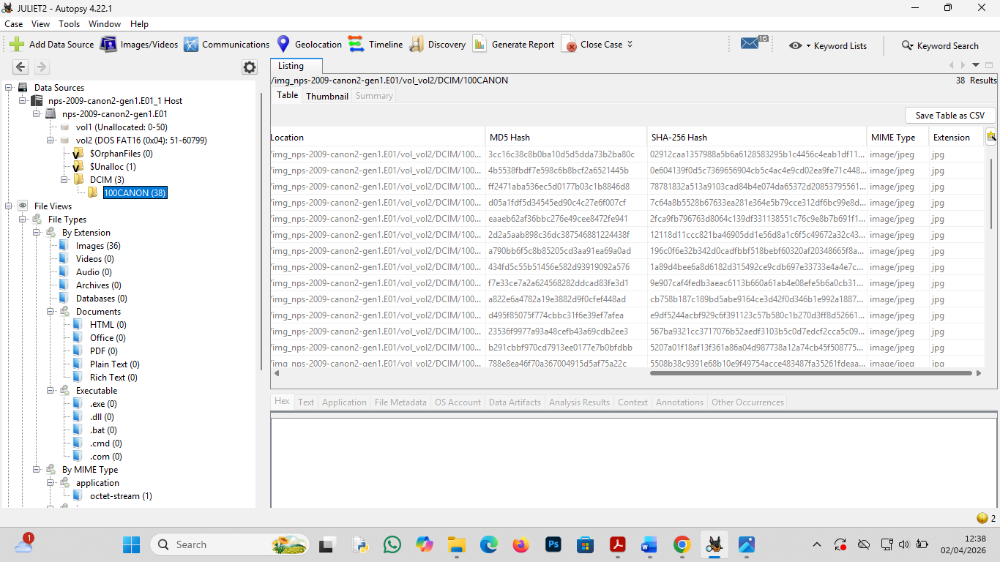 JULIET2 - Autopsy 4.22.1
Case View Tools Window Help
Add Data Source Images/Videos Communications Geolocation Timeline Discovery Generate Report Close Case 16 Keyword Lists Keyword Search
Listing
/img_nps-2009-canon2-gen1.E01/vol_vol2/DCIM/100CANON 38 Results
Table Thumbnail Summary
Save Table as CSV
Location MD5 Hash SHA-256 Hash MIME Type Extension
/img_nps-2009-canon2-gen1.E01/vol_vol2/DCIM/100... 3cc16c38c8b0ba10d5d5dda73b2ba80c 02912caa1357988a5b6a6128583295b1c4456c4eab1df11... image/jpeg jpg
/img_nps-2009-canon2-gen1.E01/vol_vol2/DCIM/100... 4b5538fbdf7e598c6b8bcf2a6521445b 0e604139f0d5c7369656904cb5c4ac4e9cd02ea9fe71c448... image/jpeg jpg
/img_nps-2009-canon2-gen1.E01/vol_vol2/DCIM/100... ff2471aba536ec5d0177b03c1b8846d8 78781832a513a9103cad84b4e074da65372d20853795561... image/jpeg jpg
/img_nps-2009-canon2-gen1.E01/vol_vol2/DCIM/100... d05a1fdf5d34545ed90c4c27e6f007cf 7c64a8b5528b67633ea281e364e5b79cce312df6bc99e8d... image/jpeg jpg
/img_nps-2009-canon2-gen1.E01/vol_vol2/DCIM/100... eaaeb62af36bbc276e49cee8472fe941 2fca9fb796763d8064c139df331138551c76c9e8b7b691f1... image/jpeg jpg
/img_nps-2009-canon2-gen1.E01/vol_vol2/DCIM/100... 2d2a5aab898c36dc387546881224438f 12118d11ccc821ba46905dd1e56d8a1c6f5c49672a32c43... image/jpeg jpg
/img_nps-2009-canon2-gen1.E01/vol_vol2/DCIM/100... a790bb6f5c8b85205cd3aa91ea69a0ad 196c0f6e32b342d0cadfbbf518bebf60320af20348665f8a... image/jpeg jpg
/img_nps-2009-canon2-gen1.E01/vol_vol2/DCIM/100... 434fd5c55b51456e582d93919092a576 1a89d4bee6a8d6182d315492ce9cdb697e33733e4a4e7c... image/jpeg jpg
/img_nps-2009-canon2-gen1.E01/vol_vol2/DCIM/100... f7e33ce7a2a624568282ddcad83fe3d1 9e907caf4fedb3aeac6113b660a61ab4e08efe5b6a0cb31... image/jpeg jpg
/img_nps-2009-canon2-gen1.E01/vol_vol2/DCIM/100... a822e6a4782a19e3882d9f0cfef448ad cb758b187c189bd5abe9164ce3d42f0d346b1e992a1887... image/jpeg jpg
/img_nps-2009-canon2-gen1.E01/vol_vol2/DCIM/100... d495f85075f774cbbc31f6e39ef7afea e9df5244acbf929c6f391123c57b580c1b270d3ff8d52661... image/jpeg jpg
/img_nps-2009-canon2-gen1.E01/vol_vol2/DCIM/100... 23536f9977a93a48cefb43a69cdb2ee3 567ba9321cc3717076b52aedf3103b5c0d7edcf2cca5c09... image/jpeg jpg
/img_nps-2009-canon2-gen1.E01/vol_vol2/DCIM/100... b291cbbf970cd7913ee0177e7b0bfdbb 5207a01f18af13f361a86a04d987738a12a74cb45f508775... image/jpeg jpg
/img_nps-2009-canon2-gen1.E01/vol_vol2/DCIM/100... 788e8ea46f70a367004915d5af75a22c 5508b38c9391e68b10e9f49754acce483487fa35261fdeaa... image/jpeg jpg
Data Sources
nps-2009-canon2-gen1.E01_1 Host
nps-2009-canon2-gen1.E01
vol1 (Unallocated: 0-50)
vol2 (DOS FAT16 (0x04): 51-60799)
$OrphanFiles (0)
$Unalloc (1)
DCIM (3)
100CANON (38)
File Views
File Types
By Extension
Images (36)
Videos (0)
Audio (0)
Archives (0)
Databases (0)
Documents
HTML (0)
Office (0)
PDF (0)
Plain Text (0)
Rich Text (0)
Executable
.exe (0)
.dll (0)
.bat (0)
.cmd (0)
.com (0)
By MIME Type
application
octet-stream (1)
Hex Text Application File Metadata OS Account Data Artifacts Analysis Results Context Annotations Other Occurrences
2
1
Search
Ps
12:38
02/04/2026